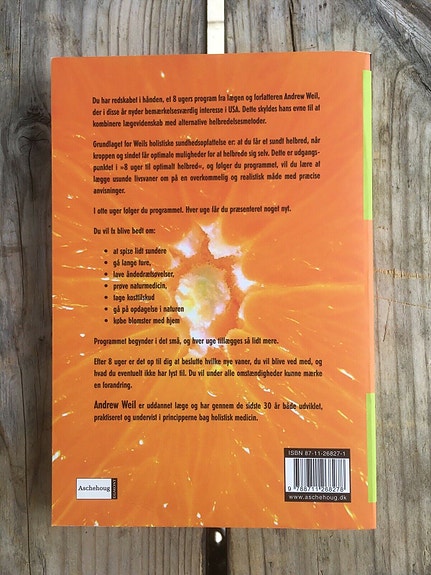 Du har redskabet i hånden, et 8 ugers program fra lægen og forfatteren Andrew Weil,
der i disse år nyder bemærkelsesværdig interesse i USA. Dette skyldes hans evne til at
kombinere lægevidenskab med alternative helbredelsesmetoder.
Grundlaget for Weils holistiske sundhedsopfattelse er: at du får et sundt helbred, når
kroppen og sindet får optimale muligheder for at helbrede sig selv. Dette er udgangs-
punktet i »8 uger til optimalt helbred«, og følger du programmet, vil du lære at
lægge usunde livsvaner om på en overkommelig og realistisk måde med præcise
anvisninger.
I otte uger følger du programmet. Hver uge får du præsenteret noget nyt.
Du vil fx blive bedt om:
• at spise lidt sundere
• gå lange ture,
• lave åndedrætsøvelser,
• prøve naturmedicin,
• tage kosttilskud
• gå på opdagelse i naturen
• købe blomster med hjem
Programmet begynder i det små, og hver uge tillægges så lidt mere.
Efter 8 uger er det op til dig at beslutte hvilke nye vaner, du vil blive ved med, og
hvad du eventuelt ikke har lyst til. Du vil under alle omstændigheder kunne mærke
en forandring.
Andrew Weil er uddannet læge og har gennem de sidste 30 år både udviklet,
praktiseret og undervist i principperne bag holistisk medicin.
ISBN 87-11-26827-1
9 788711 268278
www.aschehoug.dk
Aschehoug
EGMONT